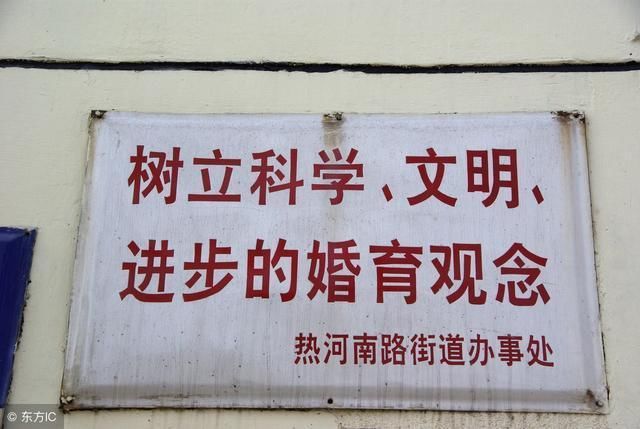 树立科学、文明、
进步的婚育观念
热河南路街道办事处
© 东方IC